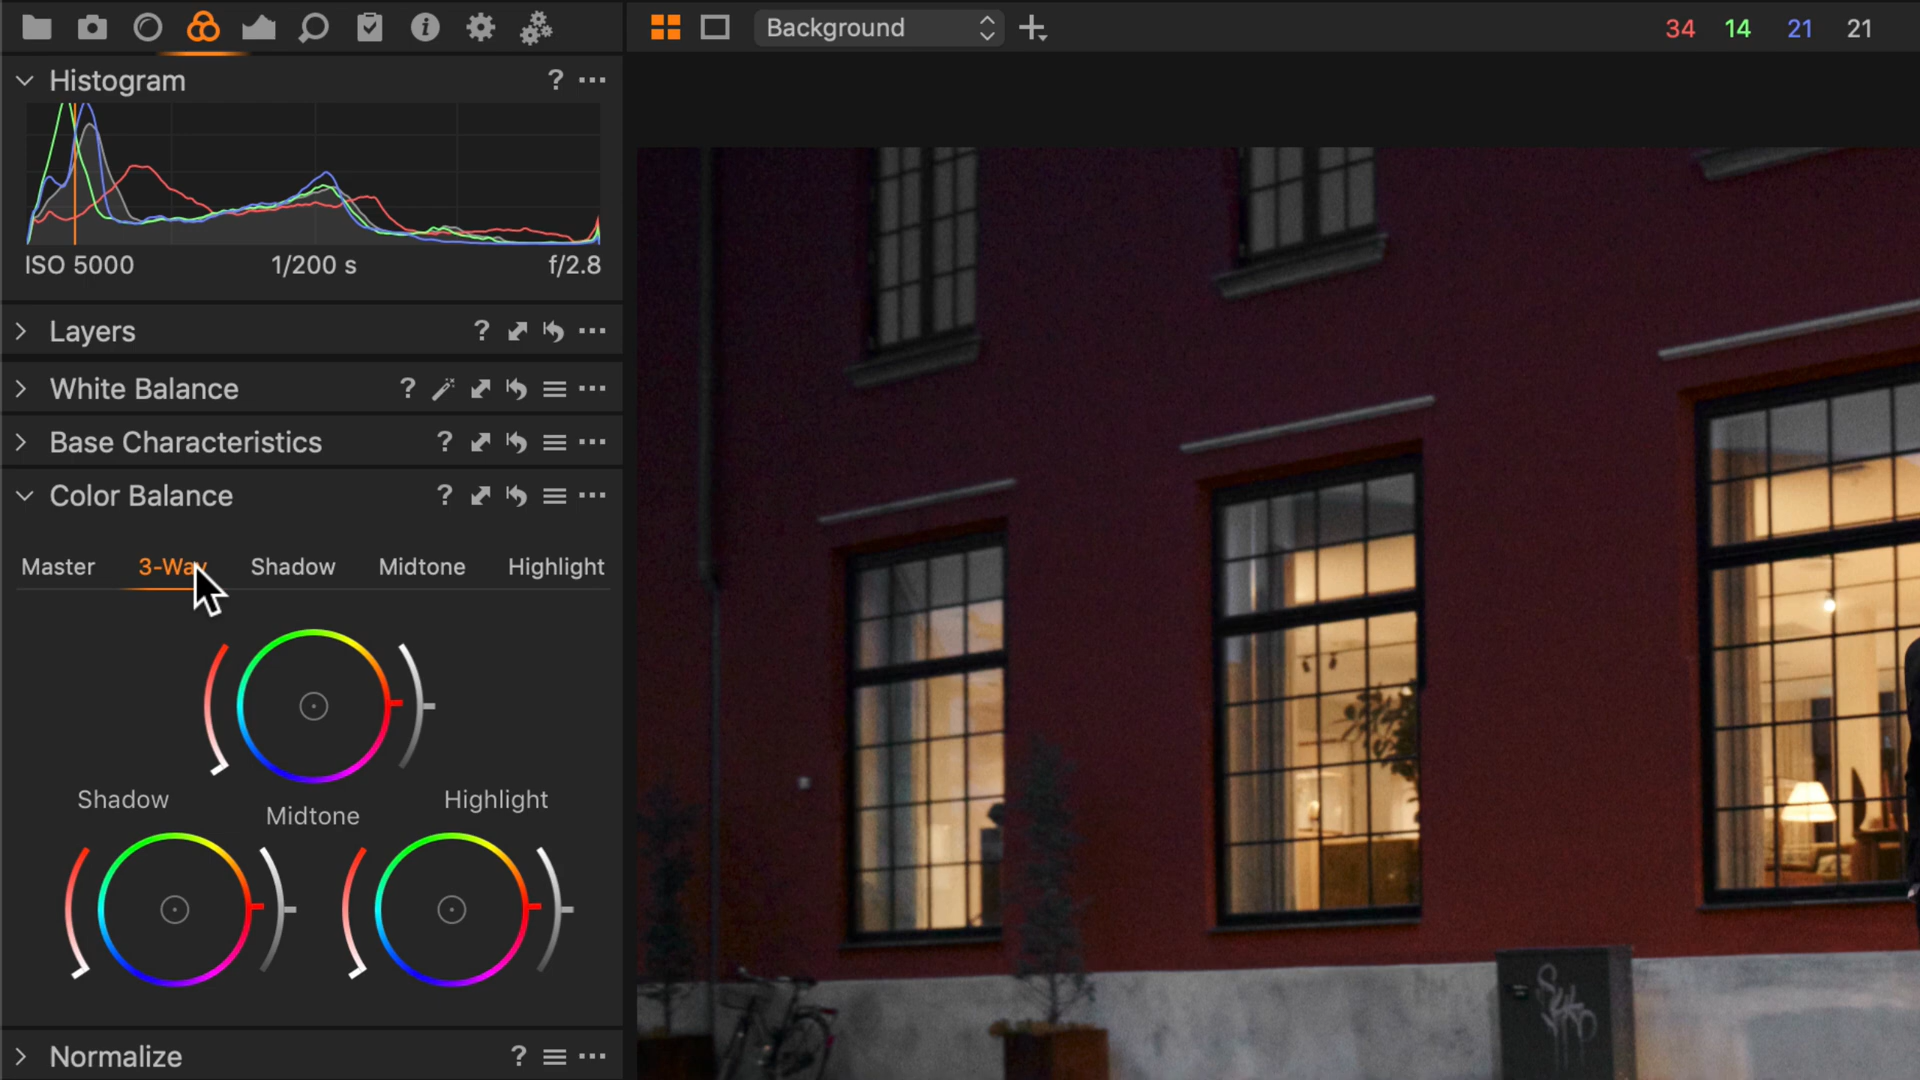 Background
34 14 21 21
Histogram ?
ISO 5000 1/200 s f/2.8
Layers ?
White Balance ?
Base Characteristics ?
Color Balance ?
Master 3-Way Shadow Midtone Highlight
Shadow Midtone Highlight
Normalize ?